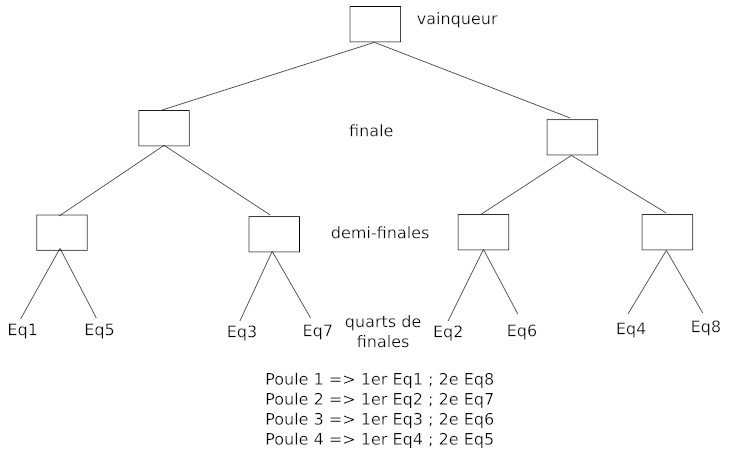 vainqueur
finale
demi-finales
Eq1 Eq5 Eq3 Eq7 quarts de finales Eq2 Eq6 Eq4 Eq8
Poule 1 => 1er Eq1 ; 2e Eq8
Poule 2 => 1er Eq2 ; 2e Eq7
Poule 3 => 1er Eq3 ; 2e Eq6
Poule 4 => 1er Eq4 ; 2e Eq5